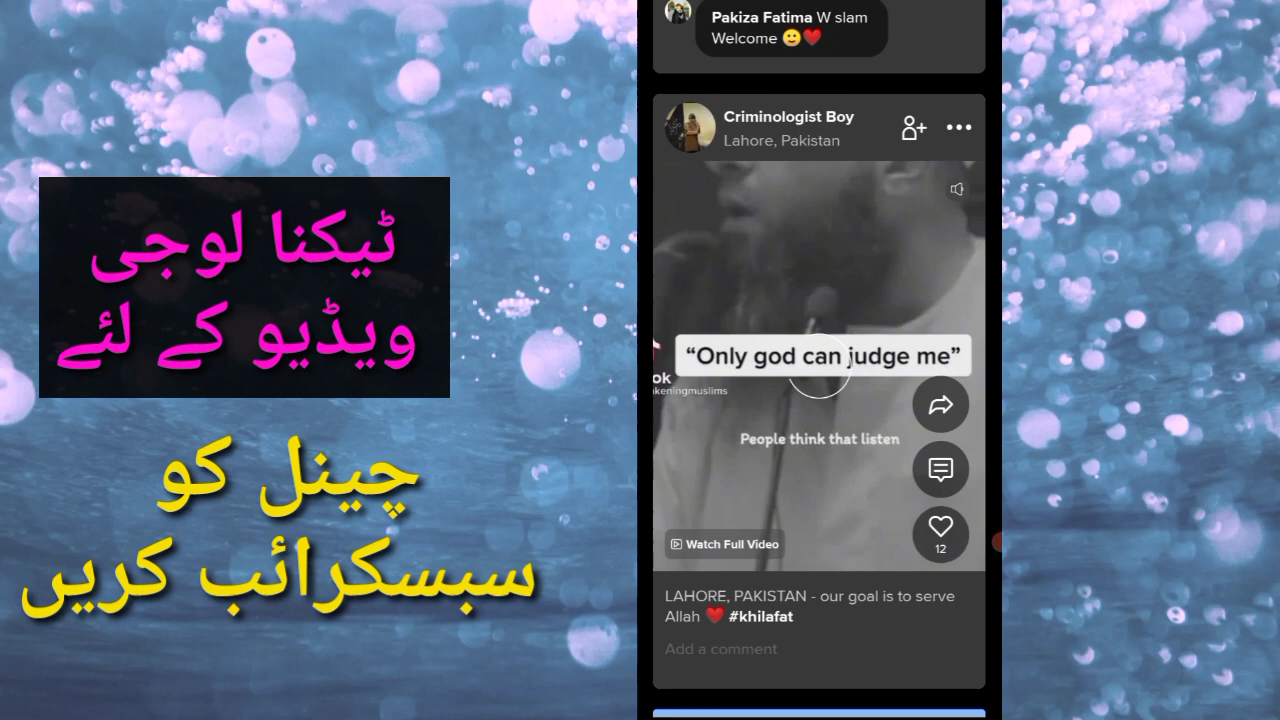 ٹیکنا لوجی
ویڈیو کے لئے
چینل کو
سبسکرائب کریں
Pakiza Fatima W slam
Welcome 😀❤️
Criminologist Boy
Lahore, Pakistan
“Only god can judge me”
ok
keningmuslims
People think that listen
12
Watch Full Video
LAHORE, PAKISTAN - our goal is to serve
Allah ❤️ #khilafat
Add a comment